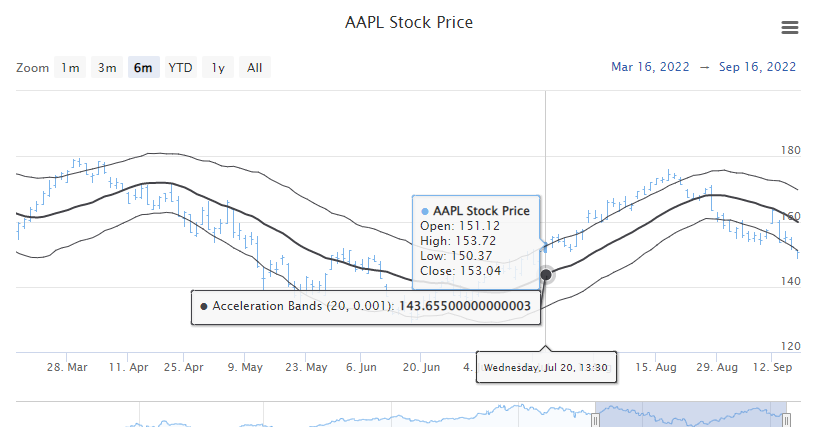 AAPL Stock Price
Zoom 1m 3m 6m YTD 1y All
Mar 16, 2022 → Sep 16, 2022
180
160
140
120
AAPL Stock Price
Open: 151.12
High: 153.72
Low: 150.37
Close: 153.04
Acceleration Bands (20, 0.001): 143.65500000000003
28. Mar 11. Apr 25. Apr 9. May 23. May 6. Jun 20. Jun 4. 15. Aug 29. Aug 12. Sep
Wednesday, Jul 20, 13:30